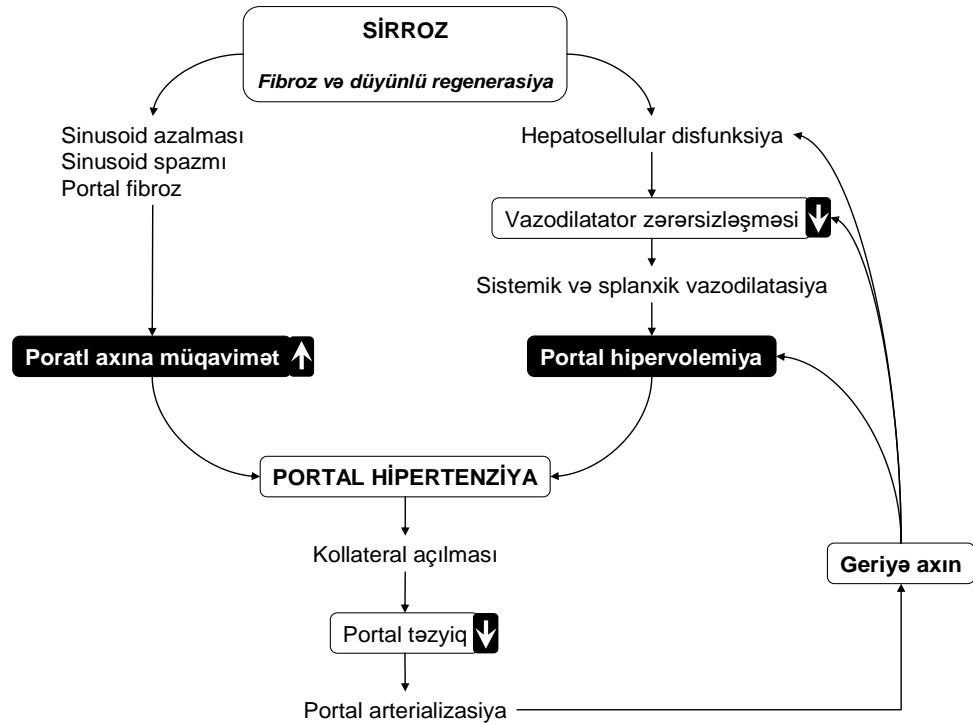 SİRROZ
Fibroz və düyünlü regenerasiya
Sinusoid azalması
Sinusoid spazmı
Portal fibroz
Hepatosellular disfunksiya
Vazodilatator zərərsizləşməsi
Sistemik və splanxik vazodilatasiya
Poratl axına müqavimət
Portal hipervolemiya
PORTAL HİPERTENZİYA
Kollateral açılması
Geriyə axın
Portal təzyiq
Portal arterializasiya